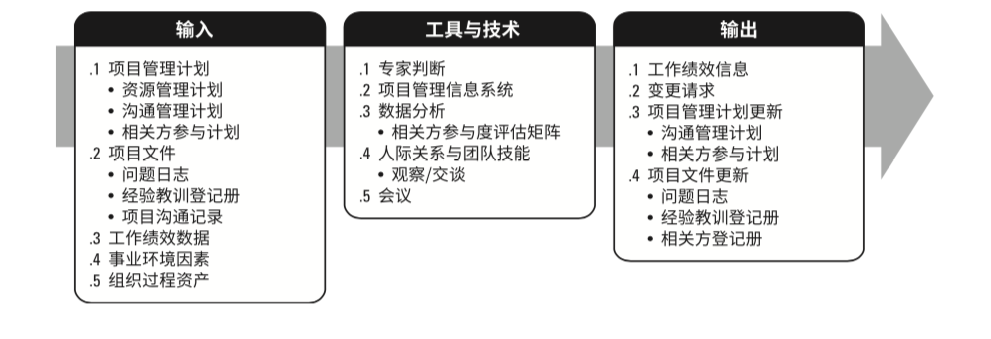 输入
.1 项目管理计划
• 资源管理计划
• 沟通管理计划
• 相关方参与计划
.2 项目文件
• 问题日志
• 经验教训登记册
• 项目沟通记录
.3 工作绩效数据
.4 事业环境因素
.5 组织过程资产
工具与技术
.1 专家判断
.2 项目管理信息系统
.3 数据分析
• 相关方参与度评估矩阵
.4 人际关系与团队技能
• 观察/交谈
.5 会议
输出
.1 工作绩效信息
.2 变更请求
.3 项目管理计划更新
• 沟通管理计划
• 相关方参与计划
.4 项目文件更新
• 问题日志
• 经验教训登记册
• 相关方登记册